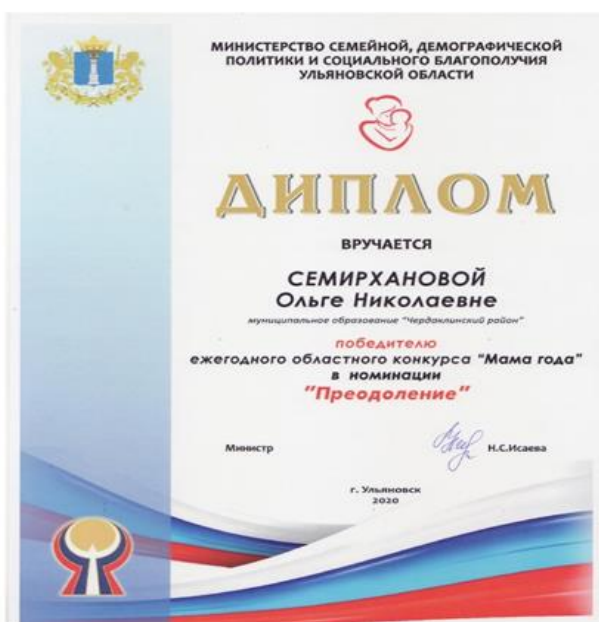 МИНИСТЕРСТВО СЕМЕЙНОЙ, ДЕМОГРАФИЧЕСКОЙ
ПОЛИТИКИ И СОЦИАЛЬНОГО БЛАГОПОЛУЧИЯ
УЛЬЯНОВСКОЙ ОБЛАСТИ
ДИПЛОМ
ВРУЧАЕТСЯ
СЕМИРХАНОВОЙ
Ольге Николаевне
муниципальное образование "Чердаклинский район"
победителю
ежегодного областного конкурса "Мама года"
в номинации
"Преодоление"
Министр Н.С.Исаева
г. Ульяновск
2020